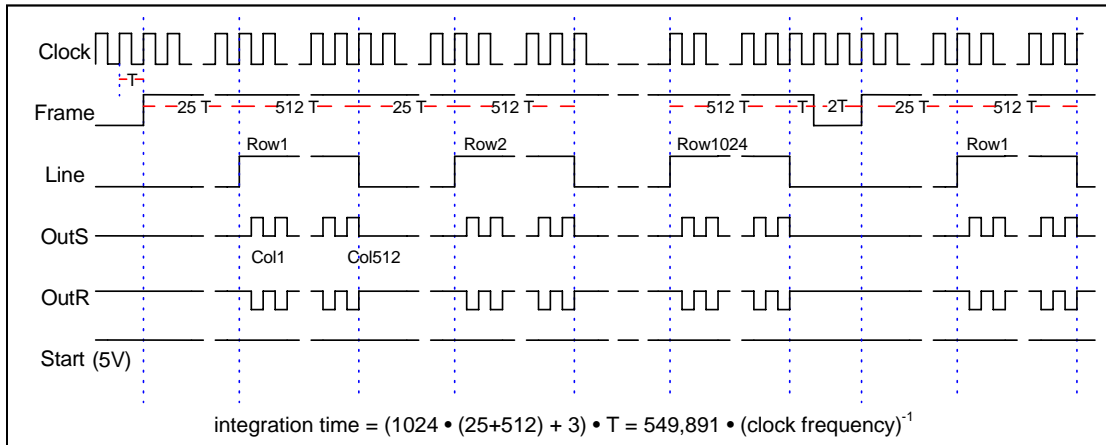 Clock
T
25 T 512 T 25 T 512 T 512 T T 2T 25 T 512 T
Frame
Row1 Row2 Row1024 Row1
Line
OutS
Col1 Col512
OutR
Start (5V)
integration time = (1024 • (25+512) + 3) • T = 549,891 • (clock frequency)⁻¹